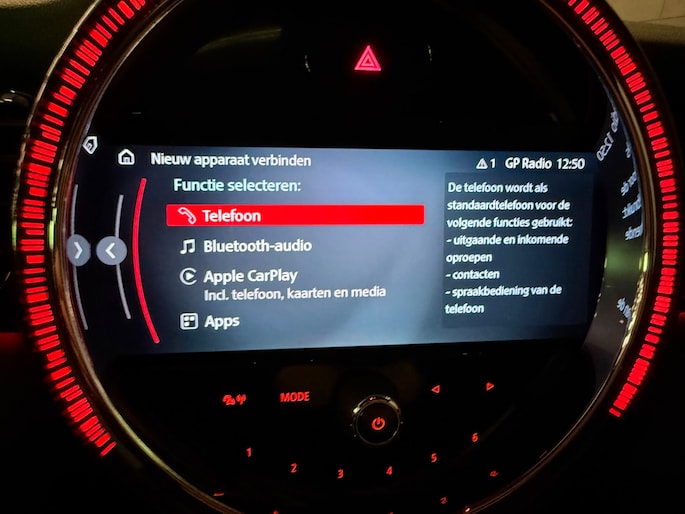 Nieuw apparaat verbinden
1 GP Radio 12:50
Functie selecteren:
Telefoon
Bluetooth-audio
Apple CarPlay
Incl. telefoon, kaarten en media
Apps
De telefoon wordt als
standaardtelefoon voor de
volgende functies gebruikt:
- uitgaande en inkomende
oproepen
- contacten
- spraakbediening van de
telefoon
MODE
1
2
3
4
5
6